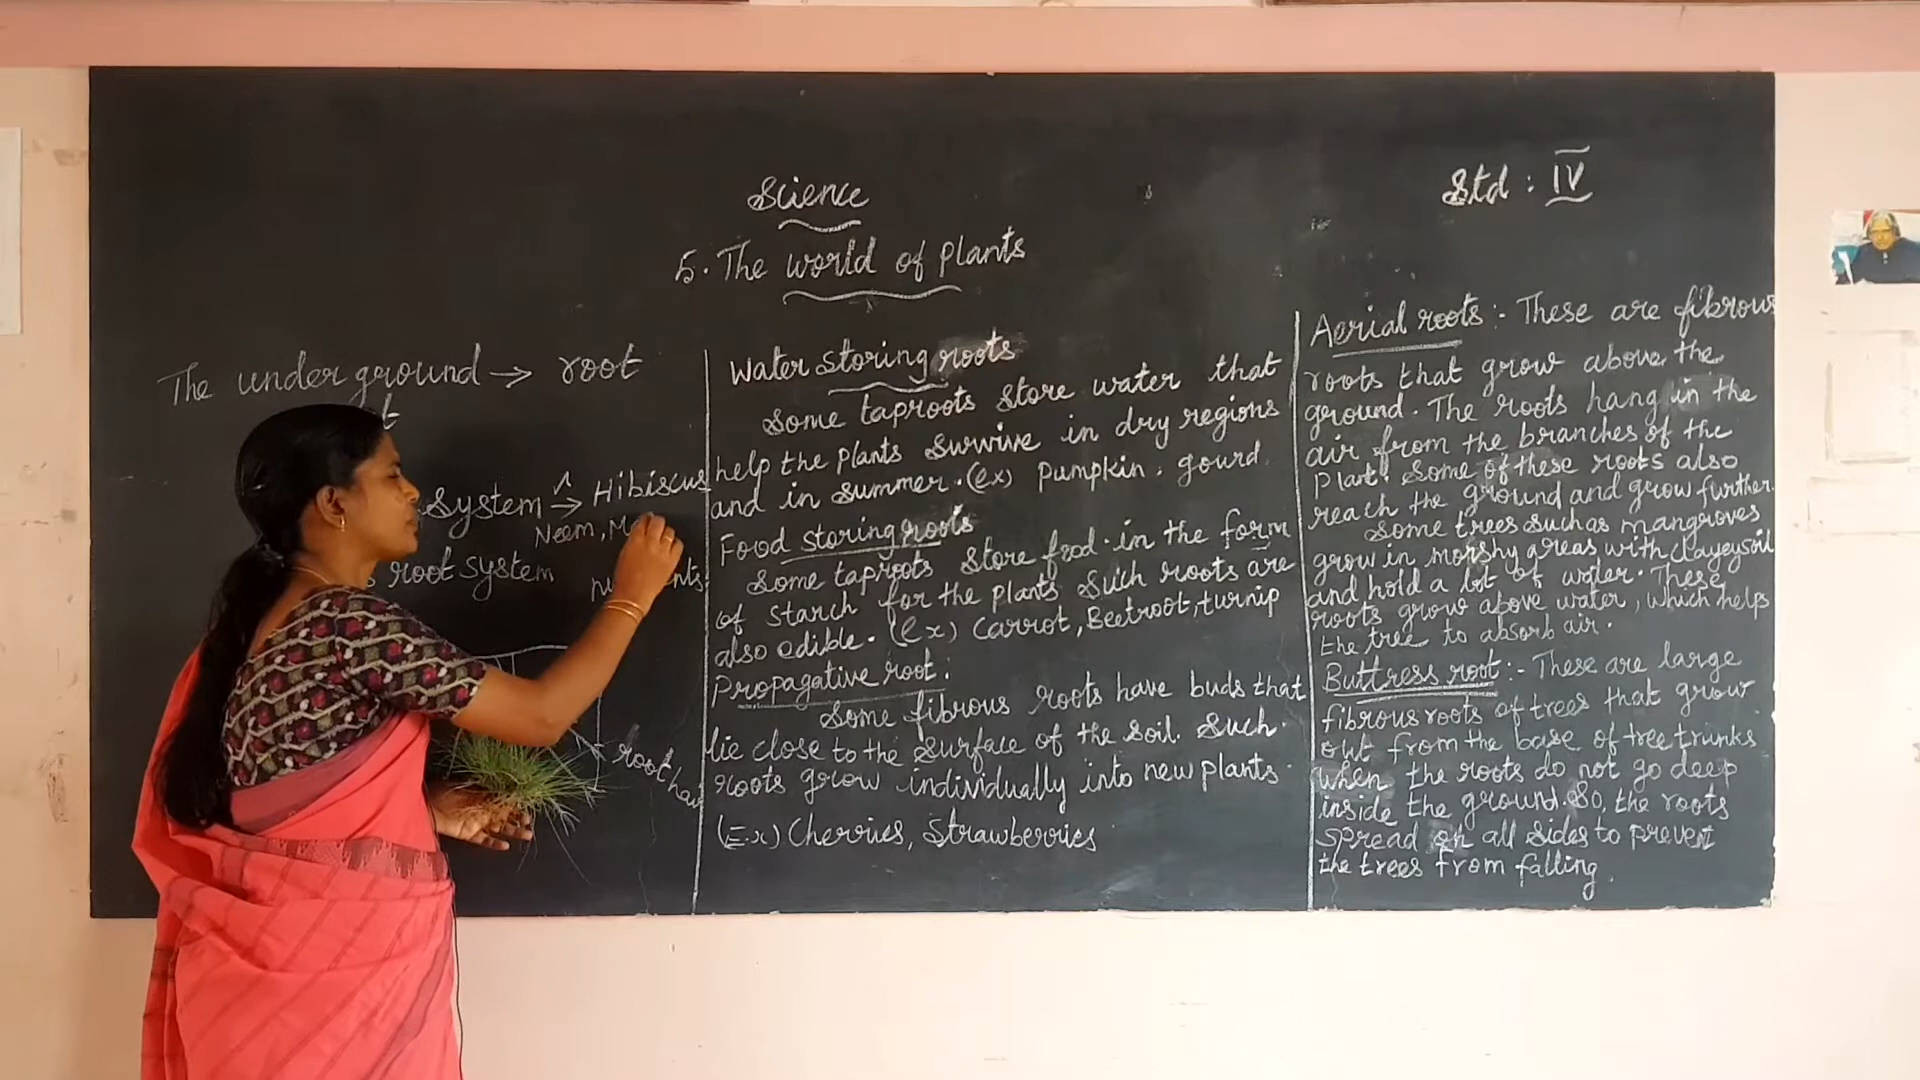 Science
Std : IV
5. The world of plants
The underground → root
System → Hibiscus
Neem, Ma
root system
root hair
Water storing roots
Some taproots store water that
help the plants survive in dry regions
and in summer. (ex) Pumpkin, gourd
Food storing roots
Some taproots store food in the form
of starch for the plants such roots are
also edible. (ex) Carrot, Beetroot, turnip
Propagative root :
Some fibrous roots have buds that
lie close to the surface of the soil. Such
roots grow individually into new plants.
(Ex) Cherries, Strawberries
Aerial roots :- These are fibrous
roots that grow above the
ground. The roots hang in the
air from the branches of the
Plant. Some of these roots also
reach the ground and grow further.
Some trees such as mangroves
grow in marshy areas with clayey soil
and hold a lot of water. These
roots grow above water, which helps
the tree to absorb air.
Buttress root :- These are large
fibrous roots of trees that grow
out from the base of tree trunks
when the roots do not go deep
inside the ground. So, the roots
spread on all sides to prevent
the trees from falling.